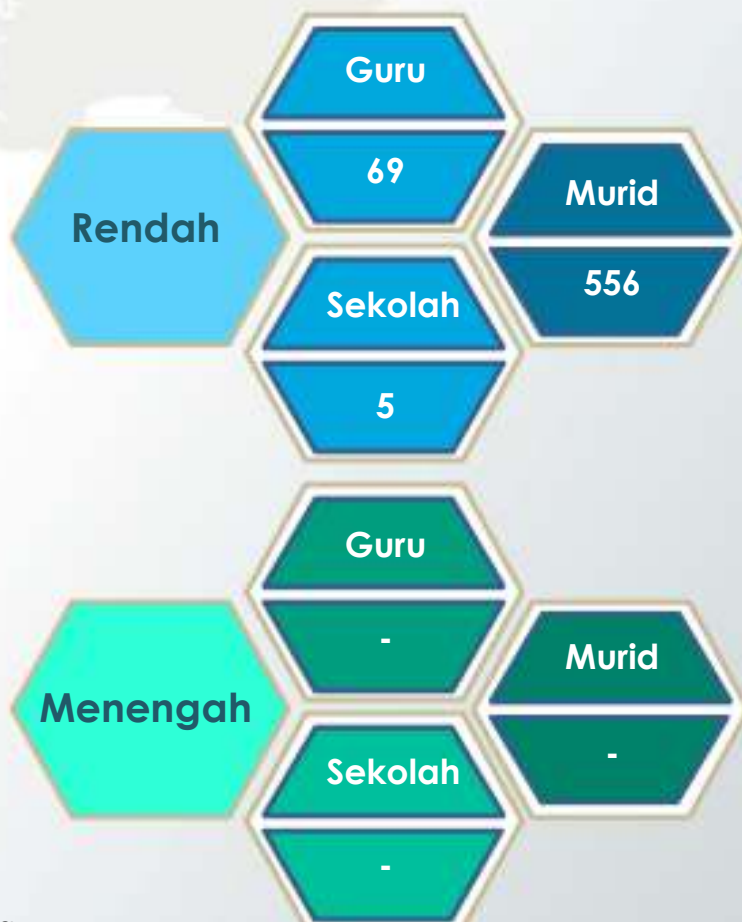 Rendah
Guru
69
Murid
556
Sekolah
5
Menengah
Guru
-
Murid
-
Sekolah
-